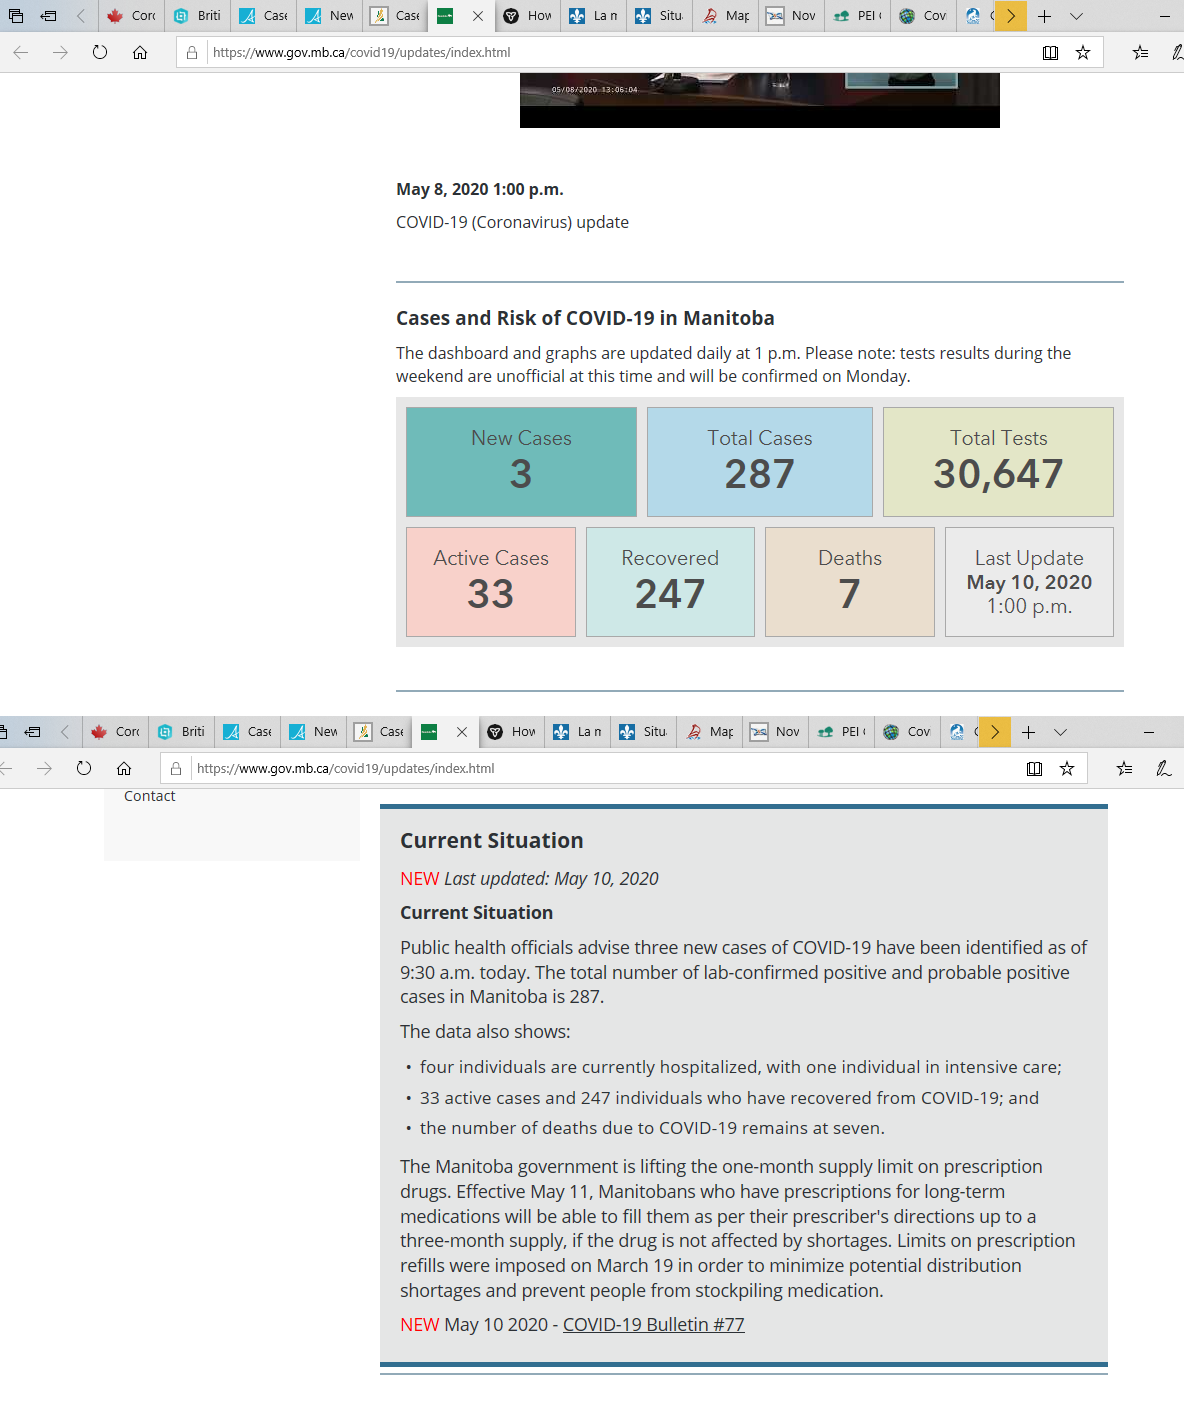 Corc
Briti
Case
New
Case
How
La m
Situ
Map
Nov
PEI
Cov
https://www.gov.mb.ca/covid19/updates/index.html
05/08/2020 13:06:04
May 8, 2020 1:00 p.m.
COVID-19 (Coronavirus) update
Cases and Risk of COVID-19 in Manitoba
The dashboard and graphs are updated daily at 1 p.m. Please note: tests results during the
weekend are unofficial at this time and will be confirmed on Monday.
New Cases
3
Total Cases
287
Total Tests
30,647
Active Cases
33
Recovered
247
Deaths
7
Last Update
May 10, 2020
1:00 p.m.
Corc
Briti
Case
New
Case
How
La m
Situ
Map
Nov
PEI
Cov
https://www.gov.mb.ca/covid19/updates/index.html
Contact
Current Situation
NEW Last updated: May 10, 2020
Current Situation
Public health officials advise three new cases of COVID-19 have been identified as of
9:30 a.m. today. The total number of lab-confirmed positive and probable positive
cases in Manitoba is 287.
The data also shows:
• four individuals are currently hospitalized, with one individual in intensive care;
• 33 active cases and 247 individuals who have recovered from COVID-19; and
• the number of deaths due to COVID-19 remains at seven.
The Manitoba government is lifting the one-month supply limit on prescription
drugs. Effective May 11, Manitobans who have prescriptions for long-term
medications will be able to fill them as per their prescriber's directions up to a
three-month supply, if the drug is not affected by shortages. Limits on prescription
refills were imposed on March 19 in order to minimize potential distribution
shortages and prevent people from stockpiling medication.
NEW May 10 2020 - COVID-19 Bulletin #77